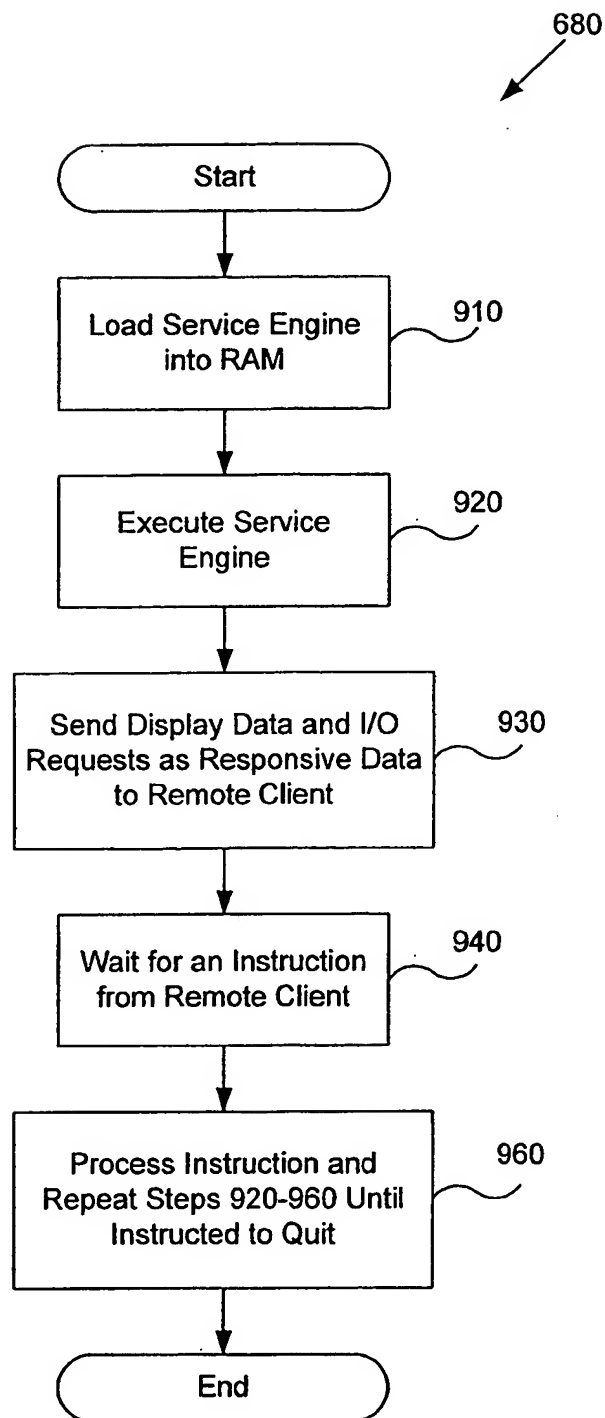 680
Start
Load Service Engine
into RAM
910
Execute Service
Engine
920
Send Display Data and I/O
Requests as Responsive Data
to Remote Client
930
Wait for an Instruction
from Remote Client
940
Process Instruction and
Repeat Steps 920-960 Until
Instructed to Quit
960
End